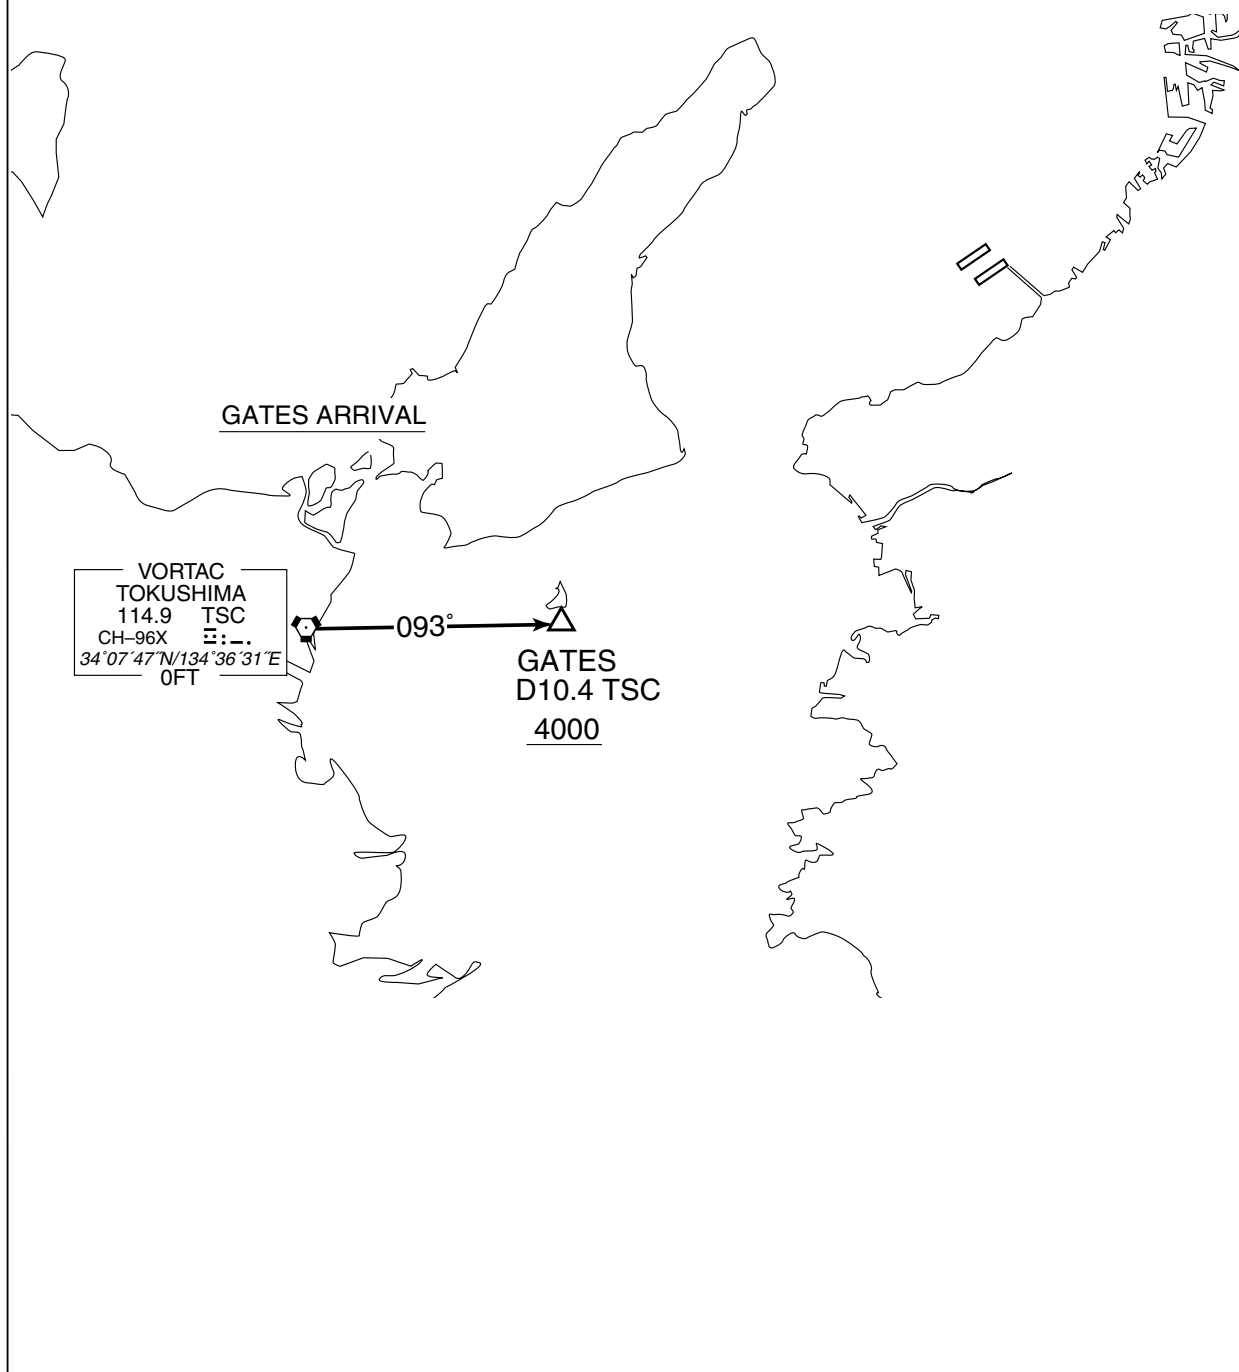 GATES ARRIVAL
VORTAC
TOKUSHIMA
114.9 TSC
CH–96X
34°07´47˝N/134°36´31˝E
0FT
093°
GATES
D10.4 TSC
4000